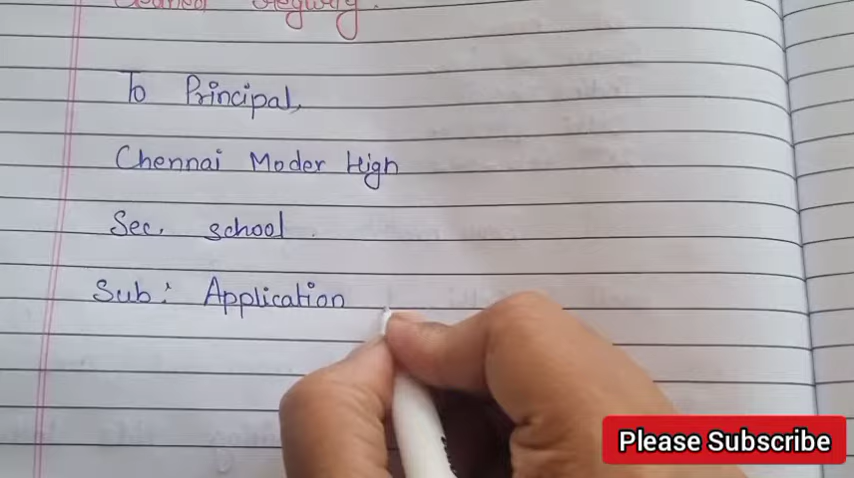 To Principal,
Chennai Moder High
Sec. school.
Sub: Application
Please Subscribe